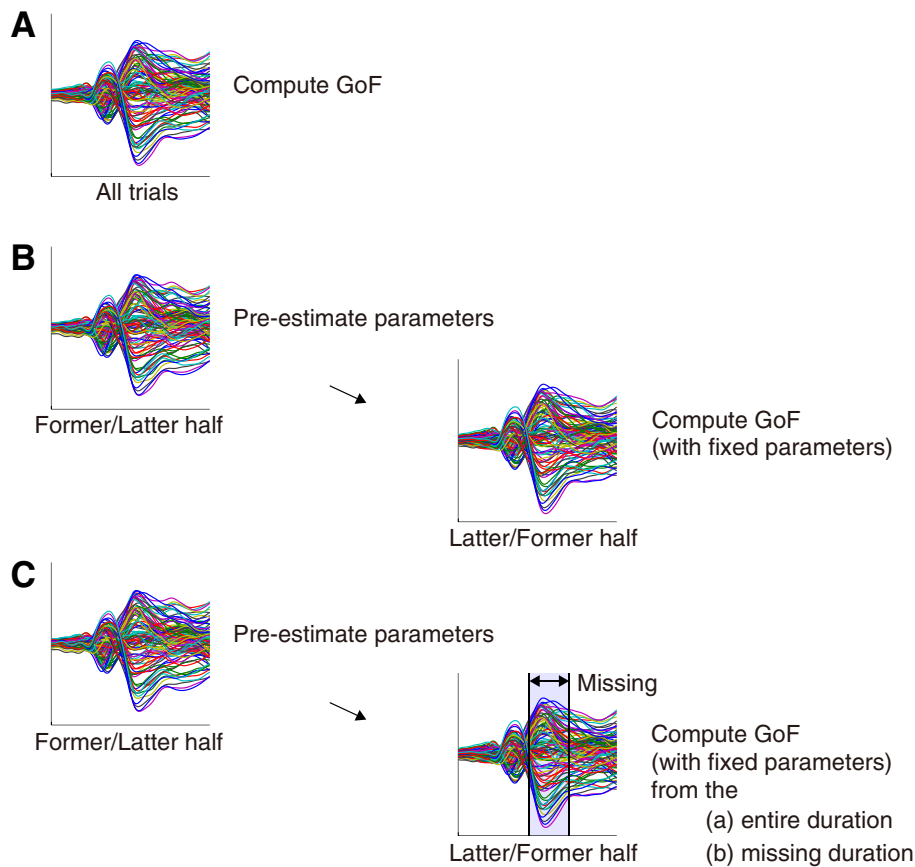 A
Compute GoF
All trials
B
Pre-estimate parameters
Former/Latter half
Compute GoF
(with fixed parameters)
Latter/Former half
C
Pre-estimate parameters
Former/Latter half
Missing
Compute GoF
(with fixed parameters)
from the
(a) entire duration
(b) missing duration
Latter/Former half